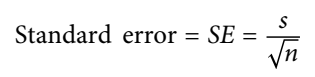 Standard error = SE = s/√n